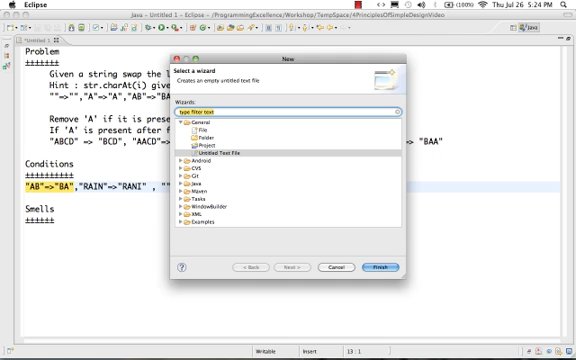 Eclipse
(100%)
Tue Jul 26 5:24 PM
Java - Untitled 1 - Eclipse - /ProgrammingExcellence/Workshop/TempSpace/4PrinciplesOfSimpleDesignVideo
Java
*Untitled 1
Problem
Given a string swap the l
Hint : str.charAt(i) give
""=>"","A"=>"A","AB"=>"BA
Remove 'A' if it is prese
If 'A' is present after f
"ABCD" => "BCD", "AACD"=>
=> "BAA"
Conditions
"AB"=>"BA","RAIN"=>"RANI" , ""
Smells
New
Select a wizard
Creates an empty untitled text file
Wizards:
type filter text
General
File
Folder
Project
Untitled Text File
Android
CVS
Git
Java
Maven
Tasks
WindowBuilder
XML
Examples
?
< Back
Next >
Cancel
Finish
Writable
Insert
13 : 1